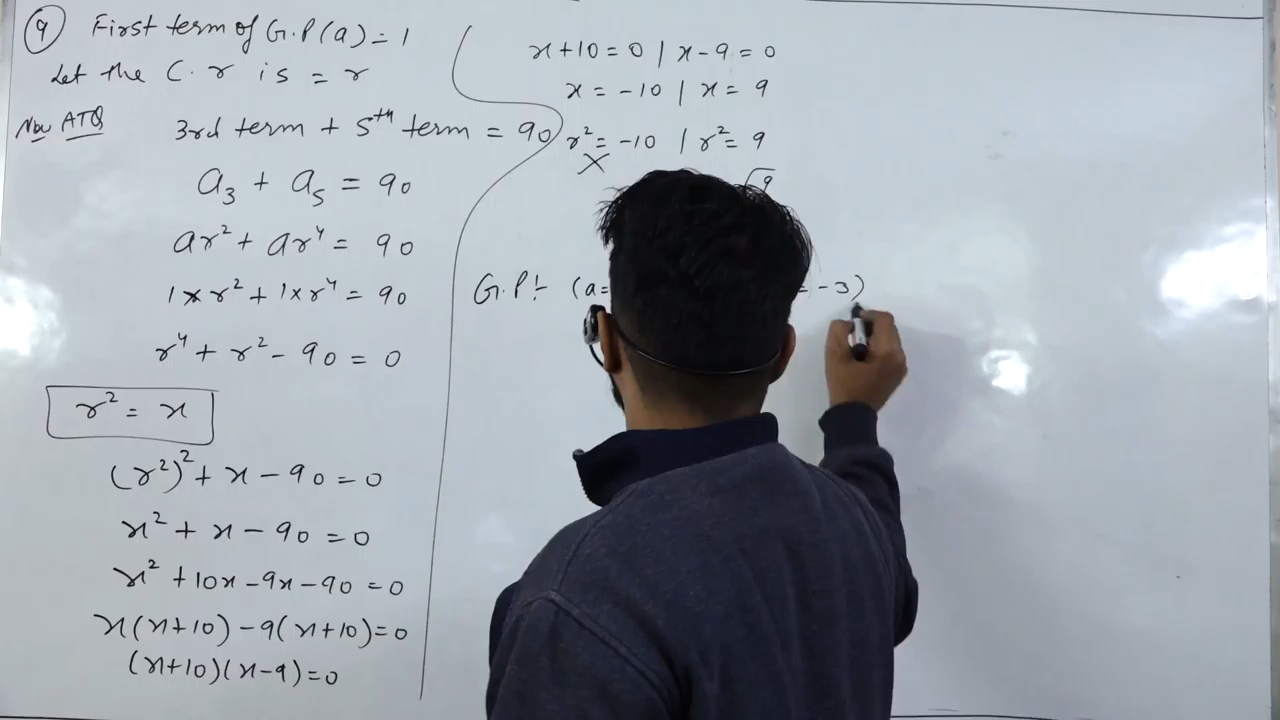 9 First term of G.P(a) = 1
Let the C. r is = r
Now ATQ 3rd term + 5th term = 90
a₃ + a₅ = 90
ar² + ar⁴ = 90
1×r² + 1×r⁴ = 90
r⁴ + r² - 90 = 0
r² = x
(r²)² + x - 90 = 0
x² + x - 90 = 0
x² + 10x - 9x - 90 = 0
x(x+10) - 9(x+10) = 0
(x+10)(x-9) = 0
x+10 = 0 | x-9 = 0
x = -10 | x = 9
r² = -10 | r² = 9
×
√9
G.P:- (a= = -3)